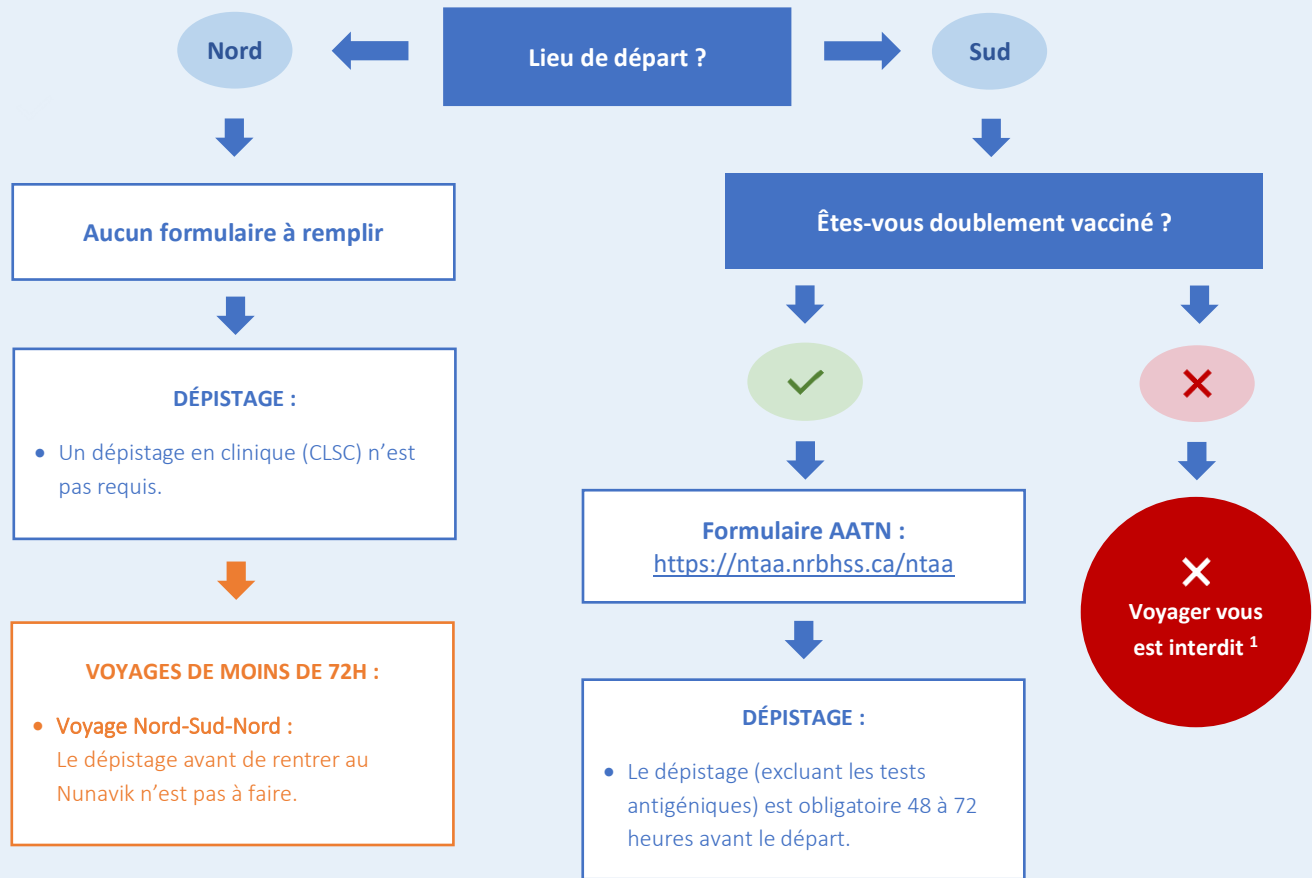 Lieu de départ ?
Nord
Sud
Aucun formulaire à remplir
DÉPISTAGE :
• Un dépistage en clinique (CLSC) n'est
pas requis.
VOYAGES DE MOINS DE 72H :
• Voyage Nord-Sud-Nord :
Le dépistage avant de rentrer au
Nunavik n'est pas à faire.
Êtes-vous doublement vacciné ?
Formulaire AATN :
https://ntaa.nrbhss.ca/ntaa
DÉPISTAGE :
• Le dépistage (excluant les tests
antigéniques) est obligatoire 48 à 72
heures avant le départ.
Voyager vous
est interdit ¹